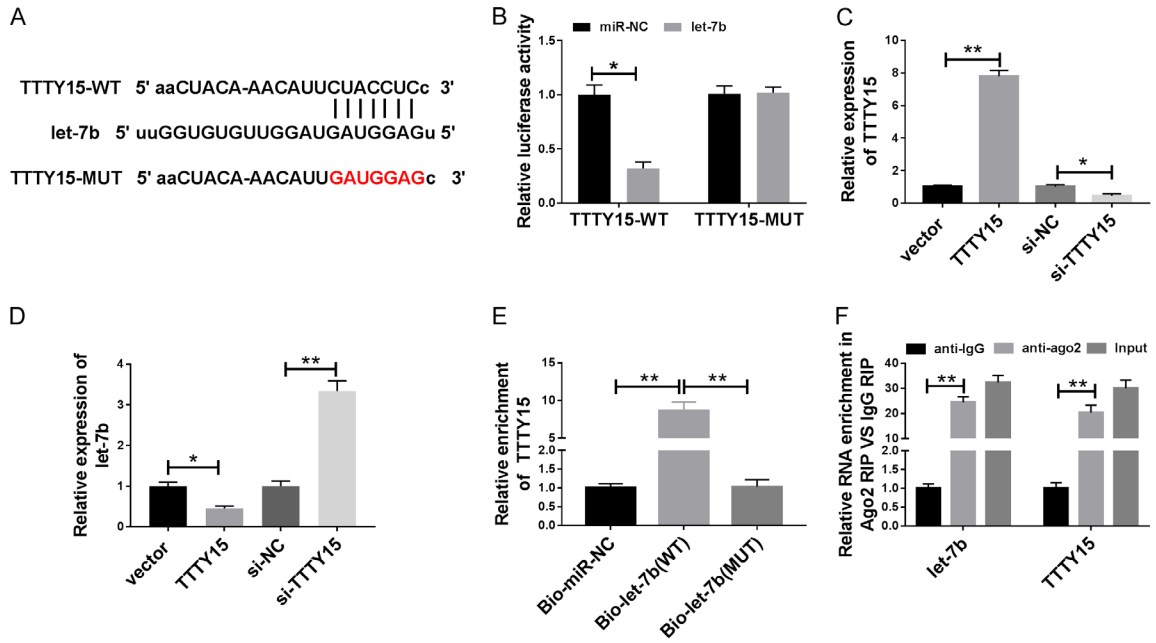 A
TTTY15-WT 5' aaCUACA-AACAUUCUACCUCc 3'
let-7b 5' uuGGUGUGUUGGAUGAUGGAGu 5'
TTTY15-MUT 5' aaCUACA-AACAUUGAUGGAGc 3'
B
miR-NC let-7b
Relative luciferase activity
1.5
1.0
0.5
0.0
*
TTTY15-WT TTTY15-MUT
C
Relative expression
of TTTY15
10
8
6
4
2
0
**
*
vector TTTY15 si-NC si-TTTY15
D
Relative expression of
let-7b
4
3
2
1
0
*
**
vector TTTY15 si-NC si-TTTY15
E
Relative enrichment
of TTTY15
15
10
5
2.0
1.5
1.0
0.5
0.0
** **
Bio-miR-NC Bio-let-7b(WT) Bio-let-7b(MUT)
F
anti-IgG anti-ago2 Input
Relative RNA enrichment in
Ago2 RIP VS IgG RIP
40
30
20
10
2.0
1.5
1.0
0.5
0.0
** **
let-7b TTTY15